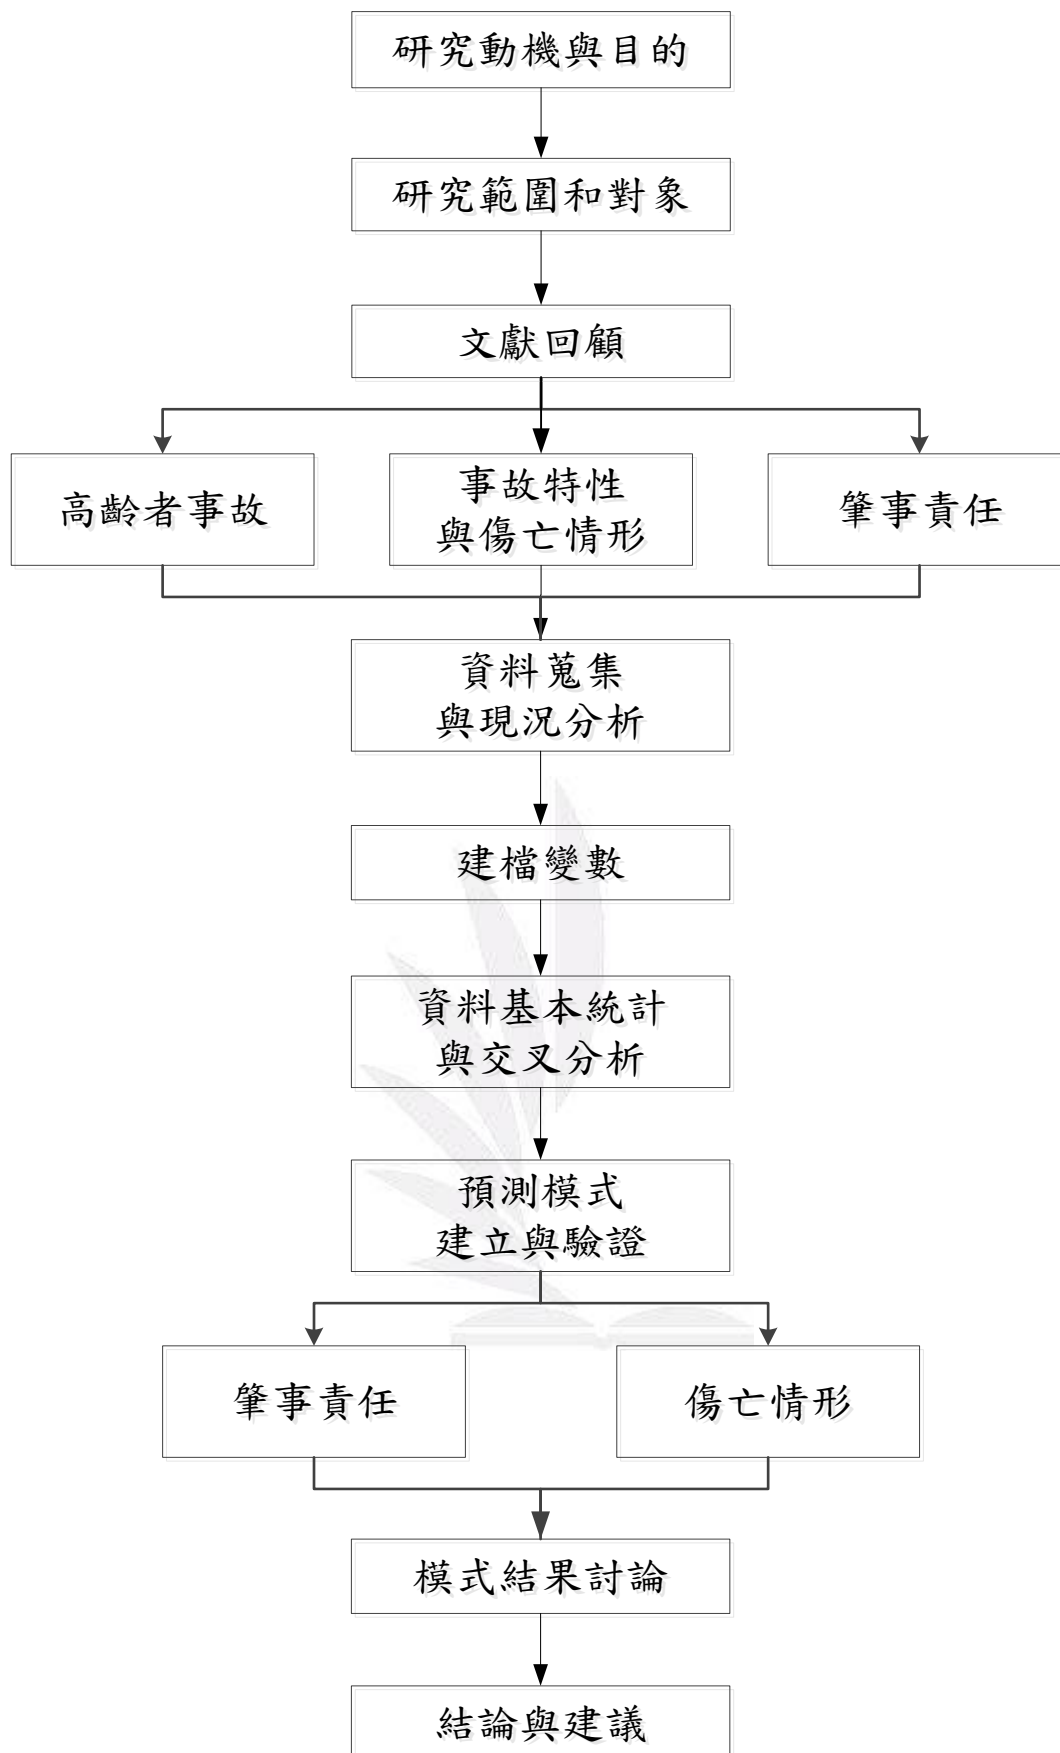 研究動機與目的
研究範圍和對象
文獻回顧
高齡者事故
事故特性
與傷亡情形
肇事責任
資料蒐集
與現況分析
建檔變數
資料基本統計
與交叉分析
預測模式
建立與驗證
肇事責任
傷亡情形
模式結果討論
結論與建議